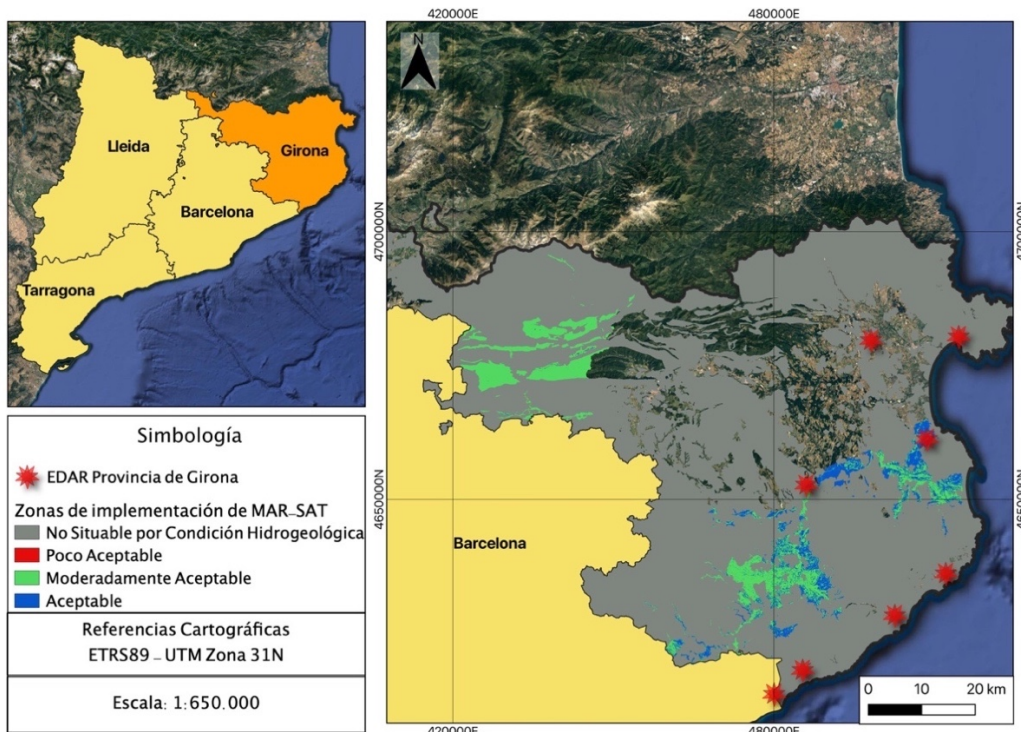 Lleida
Girona
Barcelona
Tarragona
Simbología
EDAR Provincia de Girona
Zonas de implementación de MAR_SAT
No Situable por Condición Hidrogeológica
Poco Aceptable
Moderadamente Aceptable
Aceptable
Referencias Cartográficas
ETRS89 – UTM Zona 31N
Escala: 1:650.000
420000E
480000E
N
4700000N
4700000N
4650000N
4650000N
Barcelona
0 10 20 km
420000E
480000E